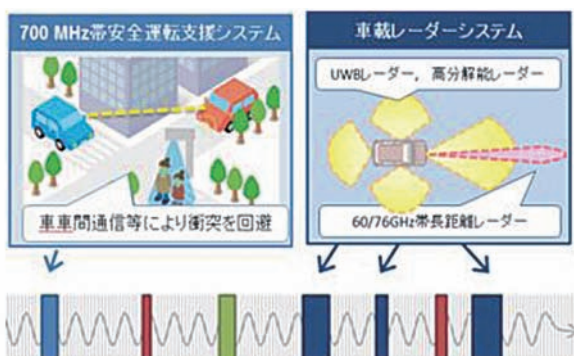 700 MHz帯安全運転支援システム
車車間通信等により衝突を回避
車載レーダーシステム
UWBレーダー，高分解能レーダー
60/76GHz帯長距離レーダー